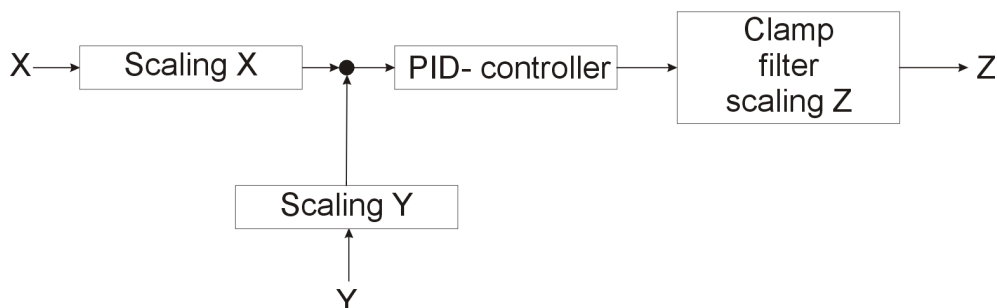 X
Scaling X
PID- controller
Clamp
filter
scaling Z
Z
Scaling Y
Y